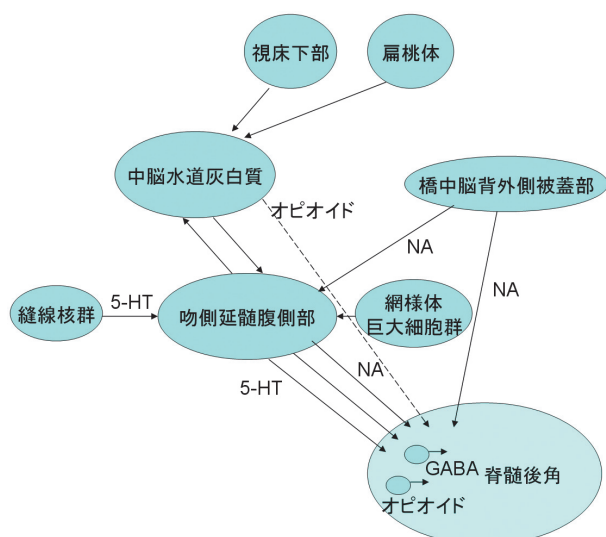 視床下部
扁桃体
中脳水道灰白質
橋中脳背外側被蓋部
オピオイド
NA
NA
5-HT
縫線核群
吻側延髄腹側部
網様体
巨大細胞群
NA
5-HT
GABA
脊髄後角
オピオイド